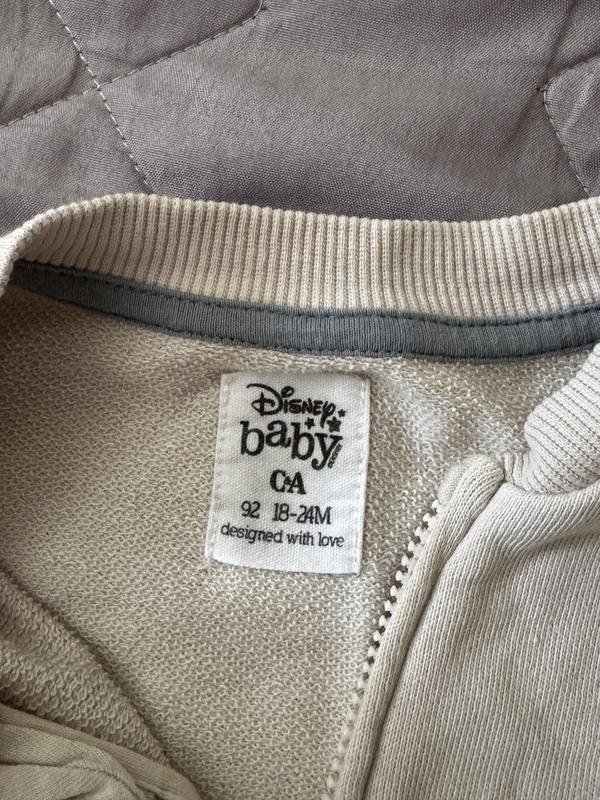 Disney
baby
C&A
92 18-24M
designed with love